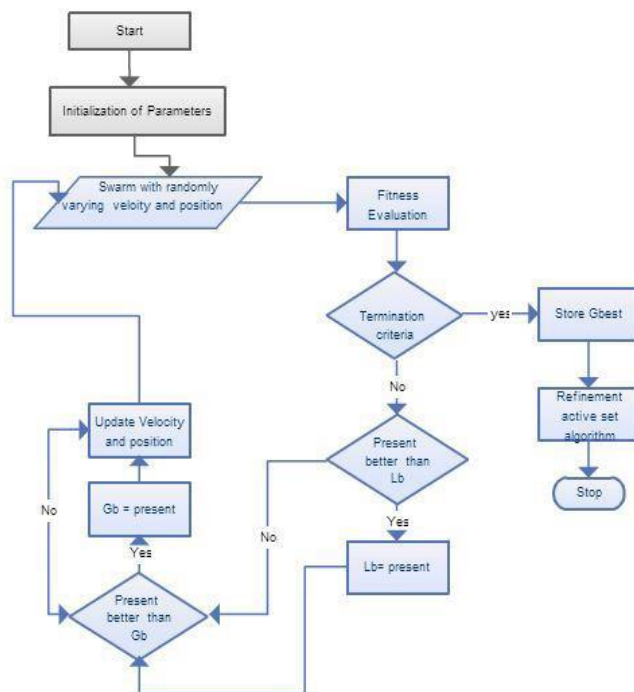 Start
Initialization of Parameters
Swarm with randomly
varying veloity and position
Fitness
Evaluation
Termination
criteria
yes
Store Gbest
Refinement
active set
algorithm
Stop
No
Present
better than
Lb
Yes
Lb= present
No
Update Velocity
and position
Gb = present
No
Yes
Present
better than
Gb